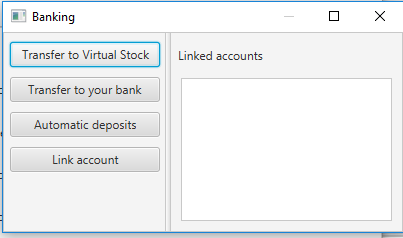 Banking
Transfer to Virtual Stock
Transfer to your bank
Automatic deposits
Link account
Linked accounts